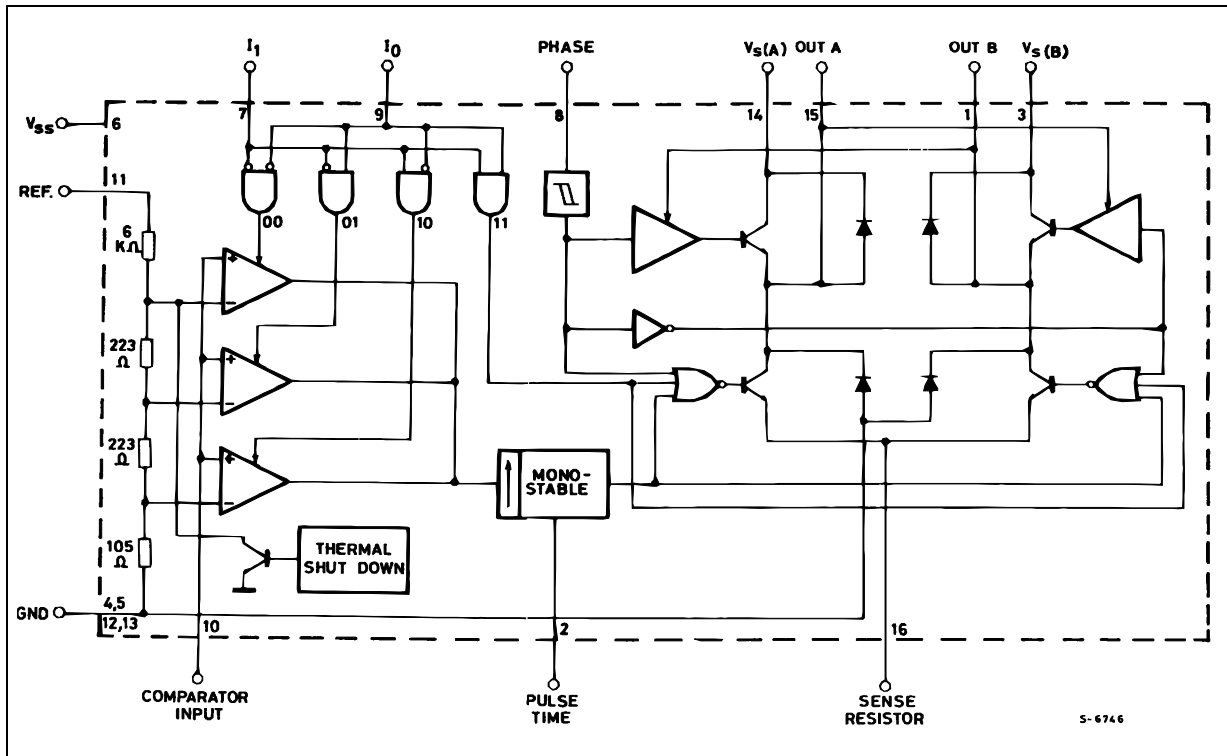 I1
I0
PHASE
Vs(A)
OUT A
OUT B
Vs(B)
7
9
8
14
15
1
3
Vss
6
REF.
11
00
01
10
11
6
KΩ
+
-
223
Ω
+
-
223
Ω
+
-
MONO-
STABLE
105
Ω
THERMAL
SHUT DOWN
GND
4,5
12,13
10
2
16
COMPARATOR
INPUT
PULSE
TIME
SENSE
RESISTOR
S-6746